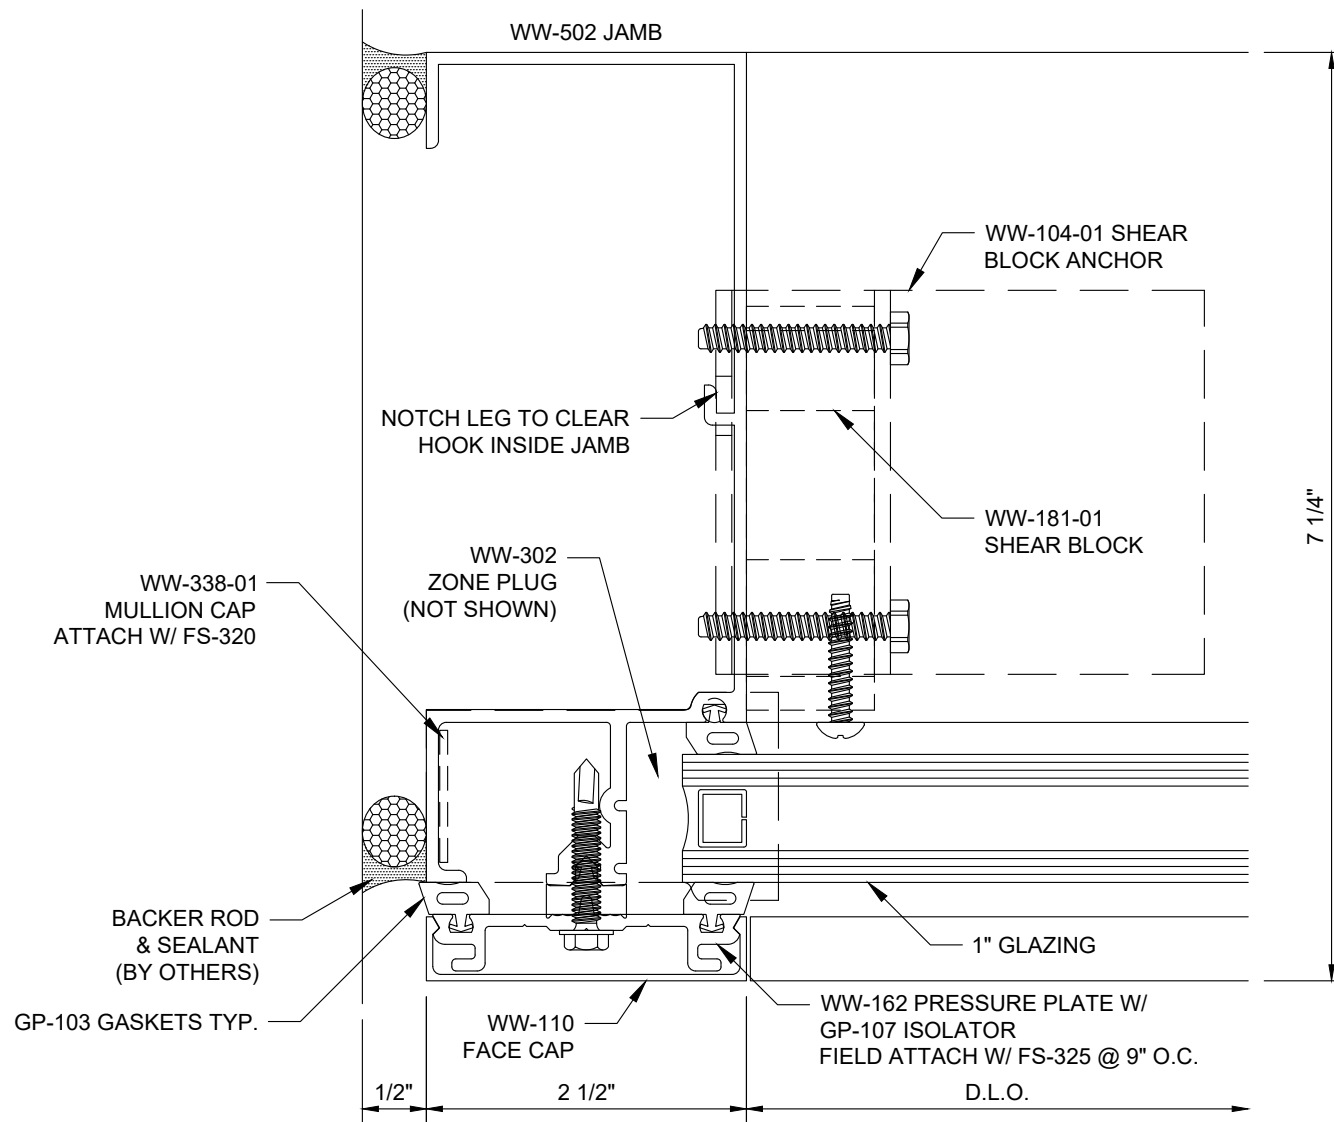 WW-502 JAMB
WW-104-01 SHEAR
BLOCK ANCHOR
NOTCH LEG TO CLEAR
HOOK INSIDE JAMB
WW-181-01
SHEAR BLOCK
7 1/4"
WW-302
ZONE PLUG
(NOT SHOWN)
WW-338-01
MULLION CAP
ATTACH W/ FS-320
BACKER ROD
& SEALANT
(BY OTHERS)
1" GLAZING
GP-103 GASKETS TYP.
WW-110
FACE CAP
WW-162 PRESSURE PLATE W/
GP-107 ISOLATOR
FIELD ATTACH W/ FS-325 @ 9" O.C.
1/2"
2 1/2"
D.L.O.